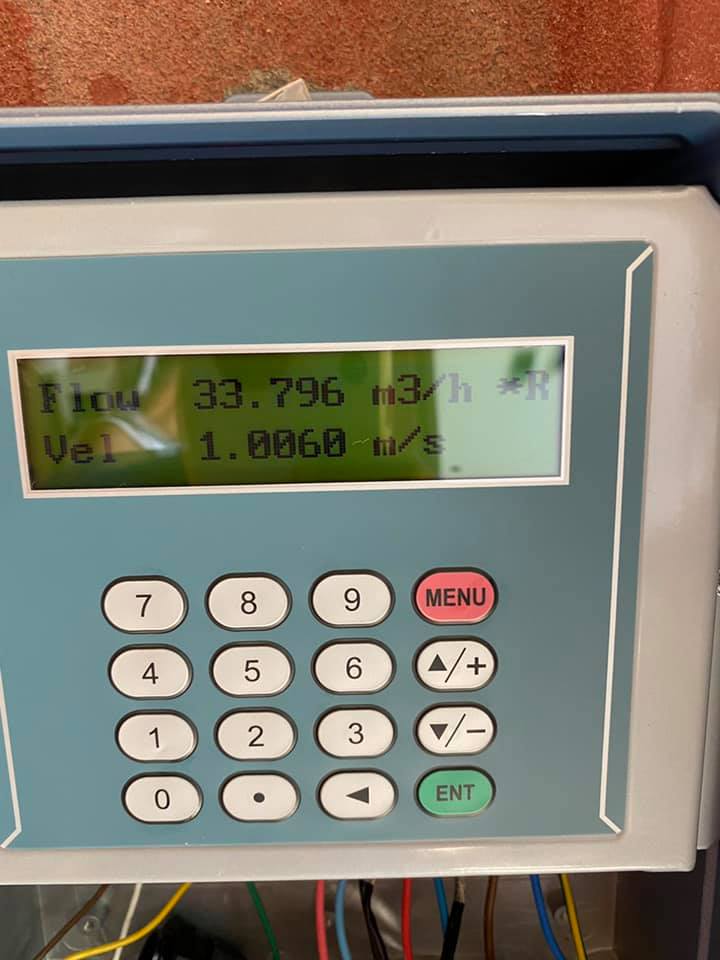 Flow 33.796 m3/h *R
Vel 1.0060 m/s
7 8 9 MENU
4 5 6 ▲/+
1 2 3 ▼/−
0 • ◀ ENT